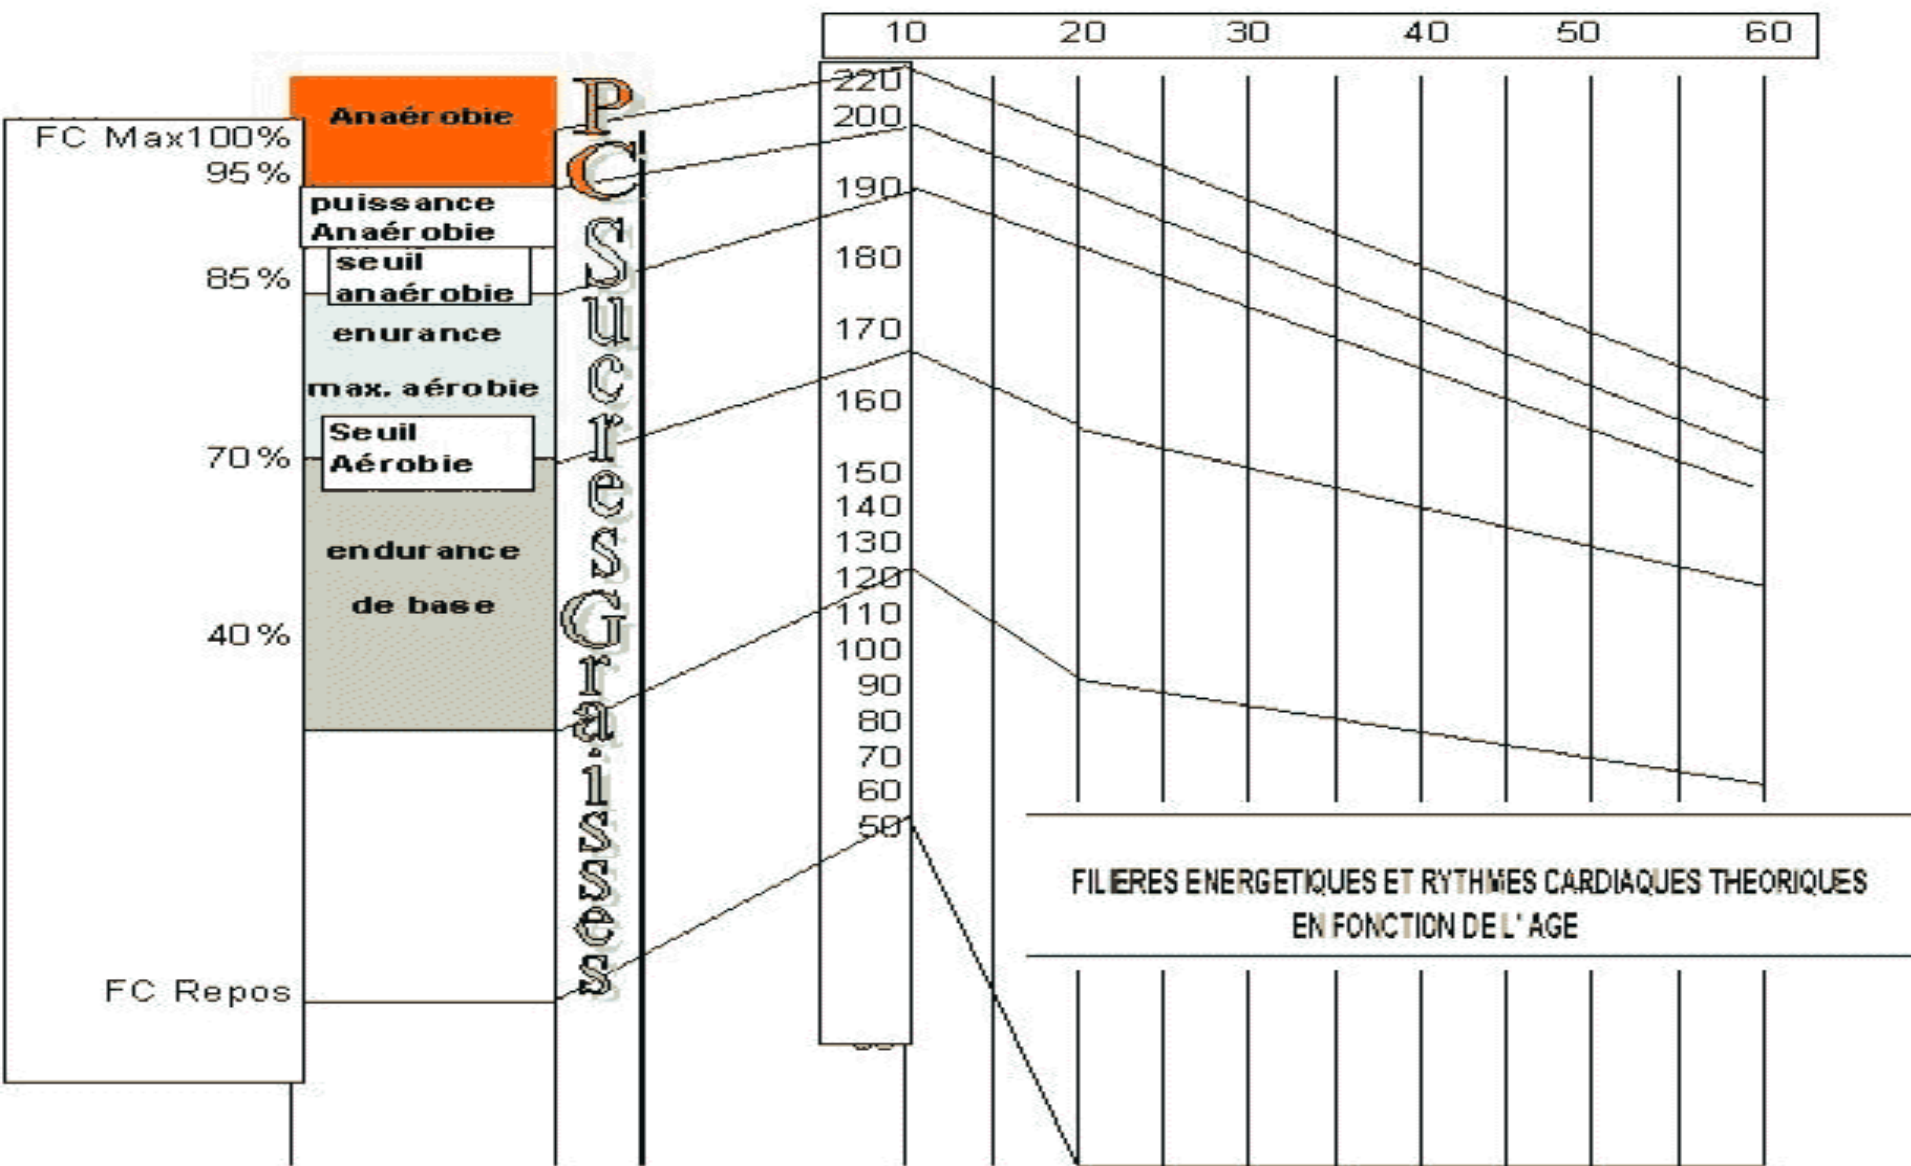 10 20 30 40 50 60
FC Max100%
95%
85%
70%
40%
FC Repos
Anaérobie
puissance
Anaérobie
seuil
anaérobie
enurance
max. aérobie
Seuil
Aérobie
endurance
de base
P
C
Sucres
Graisses
220
200
190
180
170
160
150
140
130
120
110
100
90
80
70
60
50
FILIERES ENERGETIQUES ET RYTHMES CARDIAQUES THEORIQUES
EN FONCTION DE L' AGE